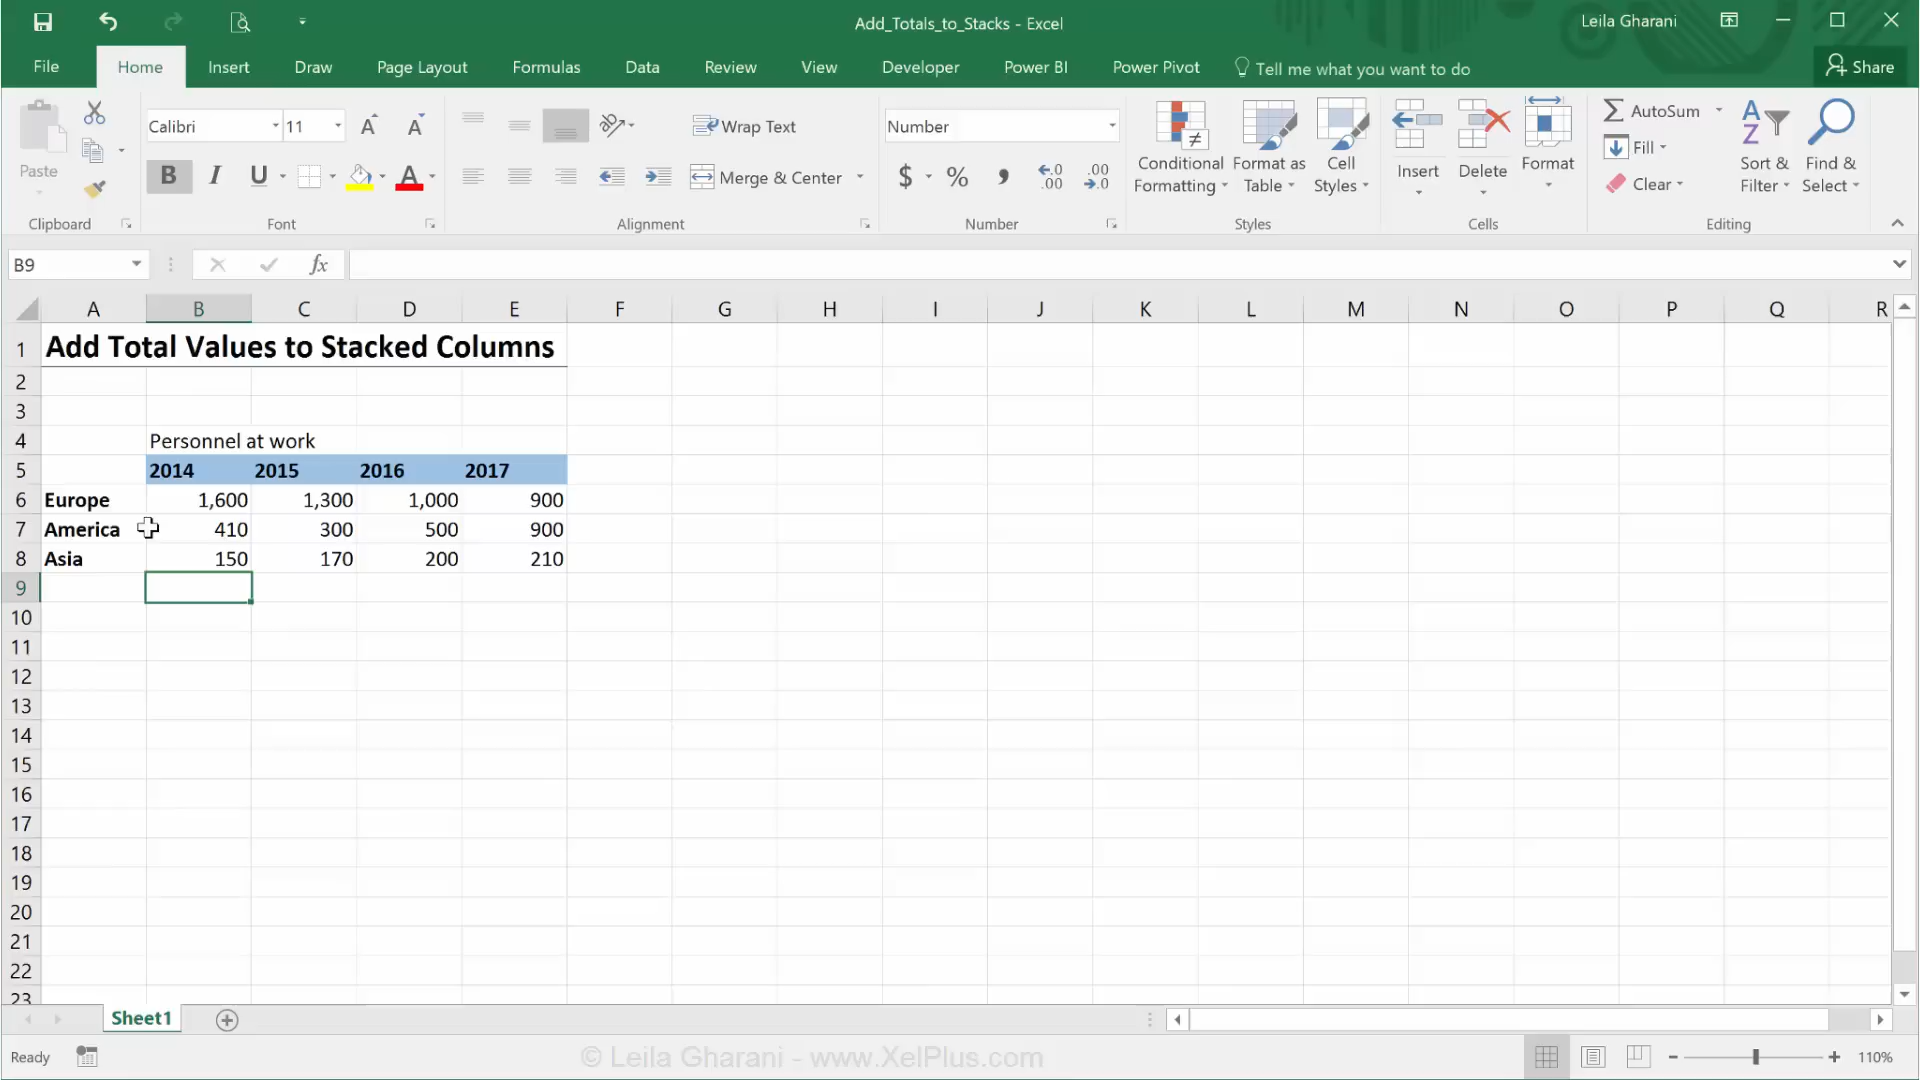 Add_Totals_to_Stacks - Excel
Leila Gharani
File Home Insert Draw Page Layout Formulas Data Review View Developer Power BI Power Pivot Tell me what you want to do Share
Paste
Clipboard
Calibri 11
B I U A
Font
Wrap Text
Merge & Center
Alignment
Number
$ % , .00 .00
Number
Conditional Formatting
Format as Table
Cell Styles
Styles
Insert Delete Format
Cells
AutoSum
Fill
Clear
Sort & Filter
Find & Select
Editing
B9 fx
A B C D E F G H I J K L M N O P Q R
1 Add Total Values to Stacked Columns
2
3
4 Personnel at work
5 2014 2015 2016 2017
6 Europe 1,600 1,300 1,000 900
7 America 410 300 500 900
8 Asia 150 170 200 210
9
10
11
12
13
14
15
16
17
18
19
20
21
22
23
Sheet1
Ready
© Leila Gharani - www.XelPlus.com
110%